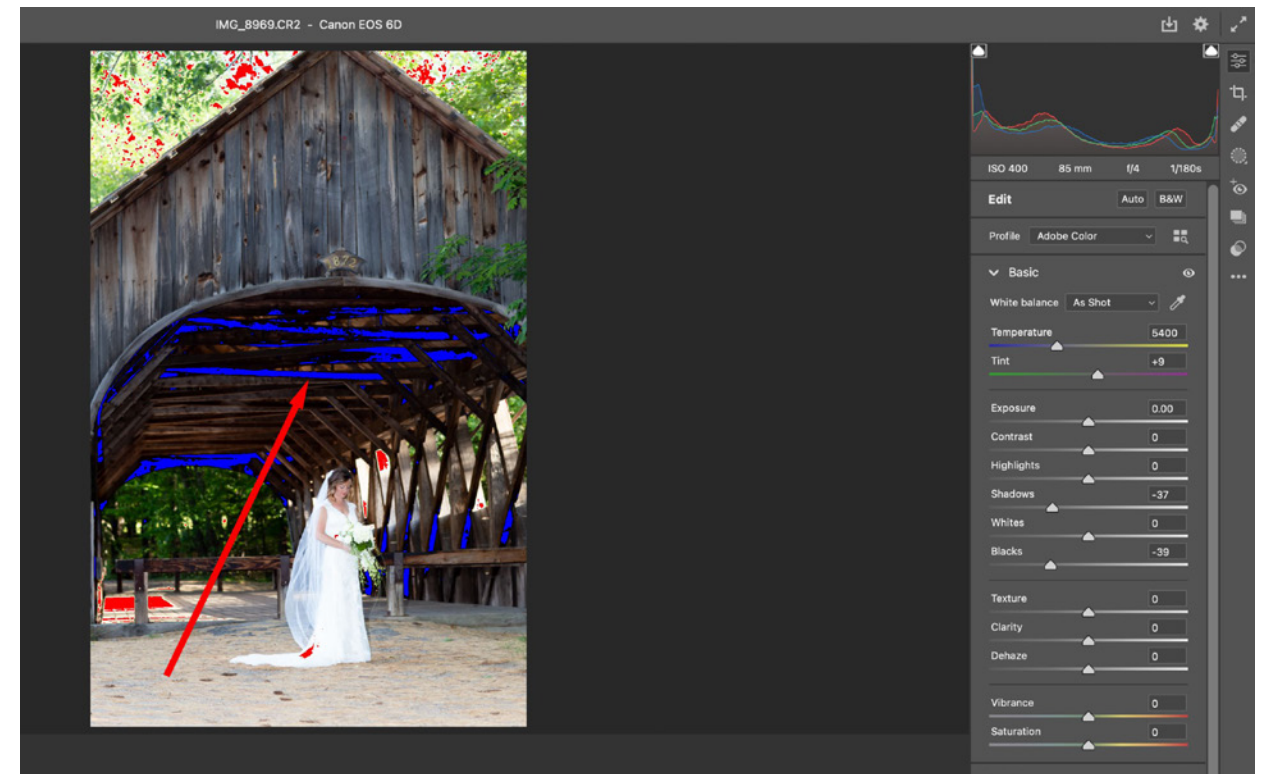 IMG_8969.CR2 - Canon EOS 6D
ISO 400 85 mm f/4 1/180s
Edit Auto B&W
Profile Adobe Color
Basic
White balance As Shot
Temperature 5400
Tint +9
Exposure 0.00
Contrast 0
Highlights 0
Shadows -37
Whites 0
Blacks -39
Texture 0
Clarity 0
Dehaze 0
Vibrance 0
Saturation 0